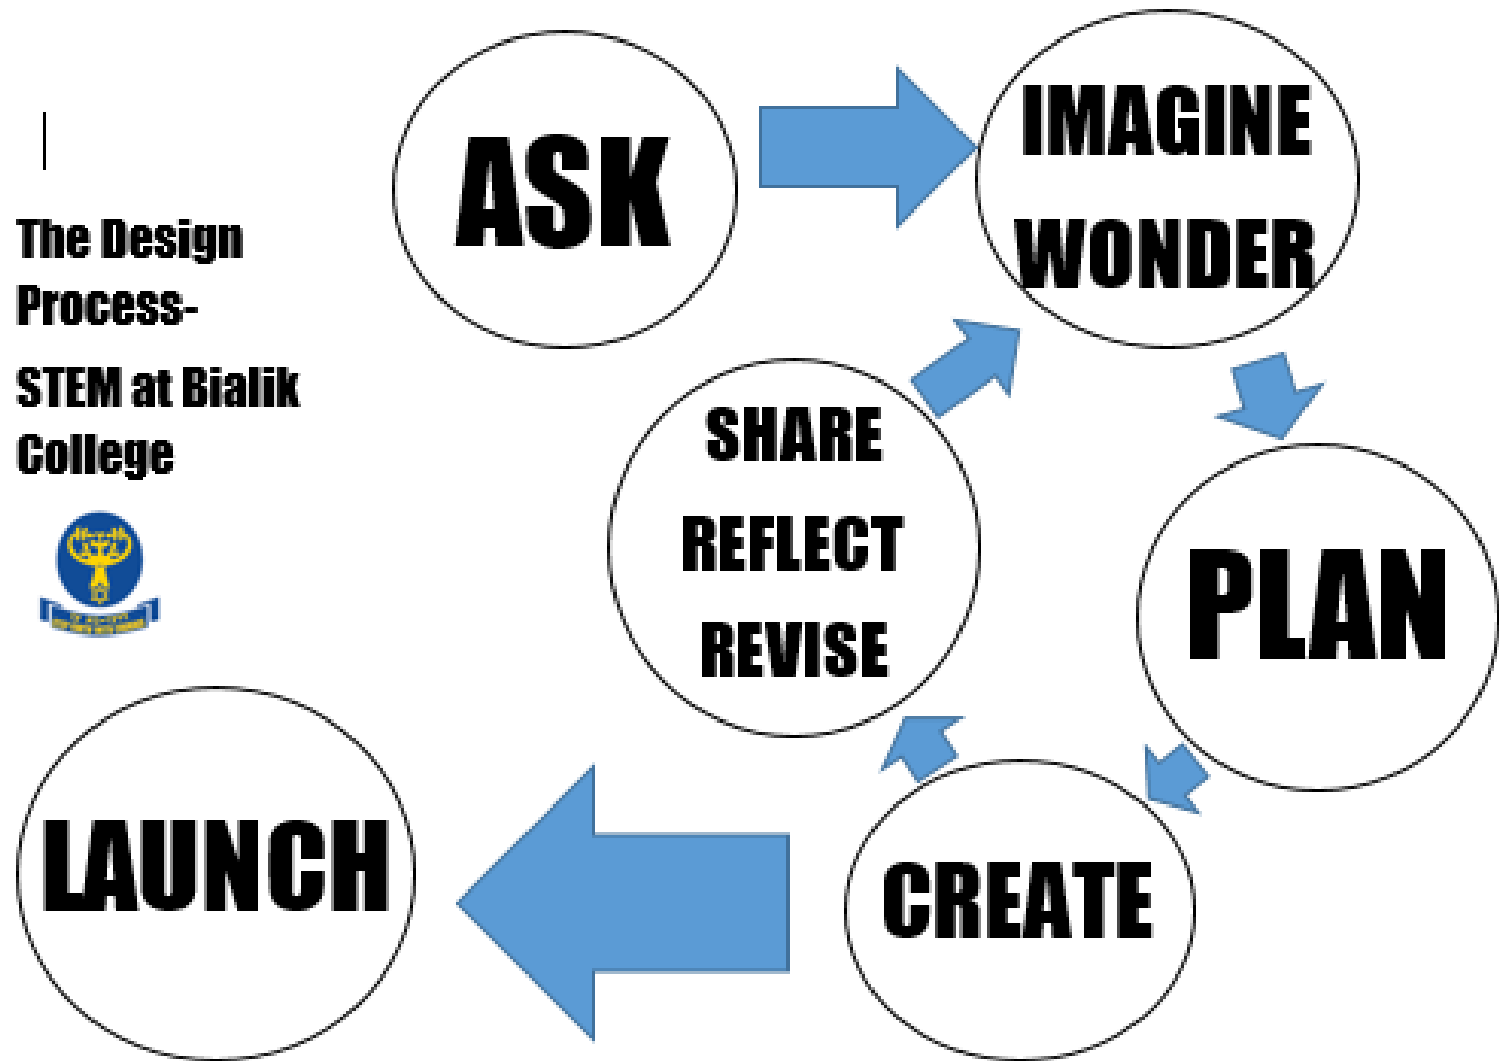 The Design
Process-
STEM at Bialik
College
ASK
IMAGINE
WONDER
PLAN
CREATE
SHARE
REFLECT
REVISE
LAUNCH